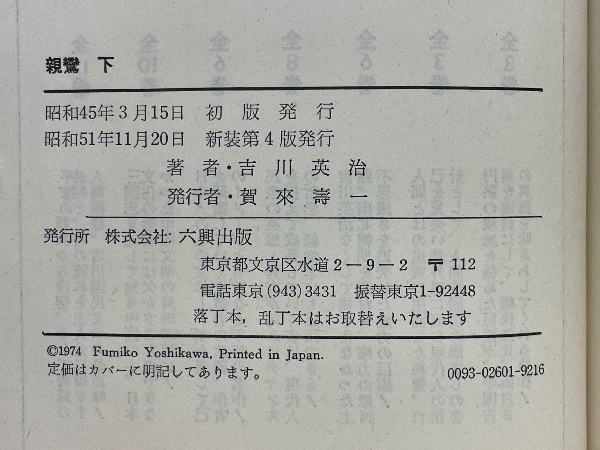 親鸞 下
昭和45年3月15日 初版発行
昭和51年11月20日 新装第4版発行
著者・吉川英治
発行者・賀來壽一
発行所 株式会社 六興出版
東京都文京区水道2-9-2 〒112
電話東京(943)3431 振替東京1-92448
落丁本,乱丁本はお取替えいたします
©1974 Fumiko Yoshikawa, Printed in Japan.
定価はカバーに明記してあります。
0093-02601-9216